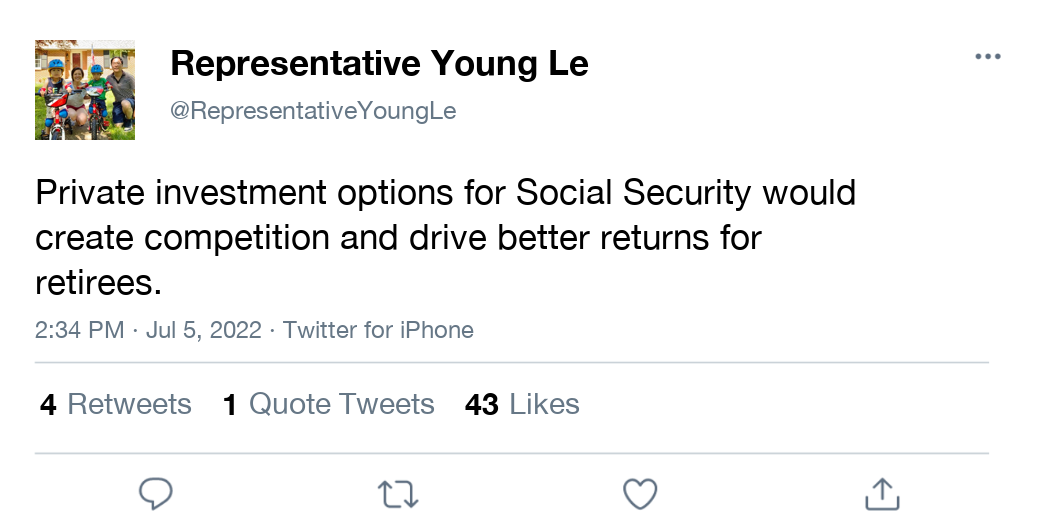 Representative Young Le
@RepresentativeYoungLe
Private investment options for Social Security would
create competition and drive better returns for
retirees.
2:34 PM · Jul 5, 2022 · Twitter for iPhone
4 Retweets 1 Quote Tweets 43 Likes